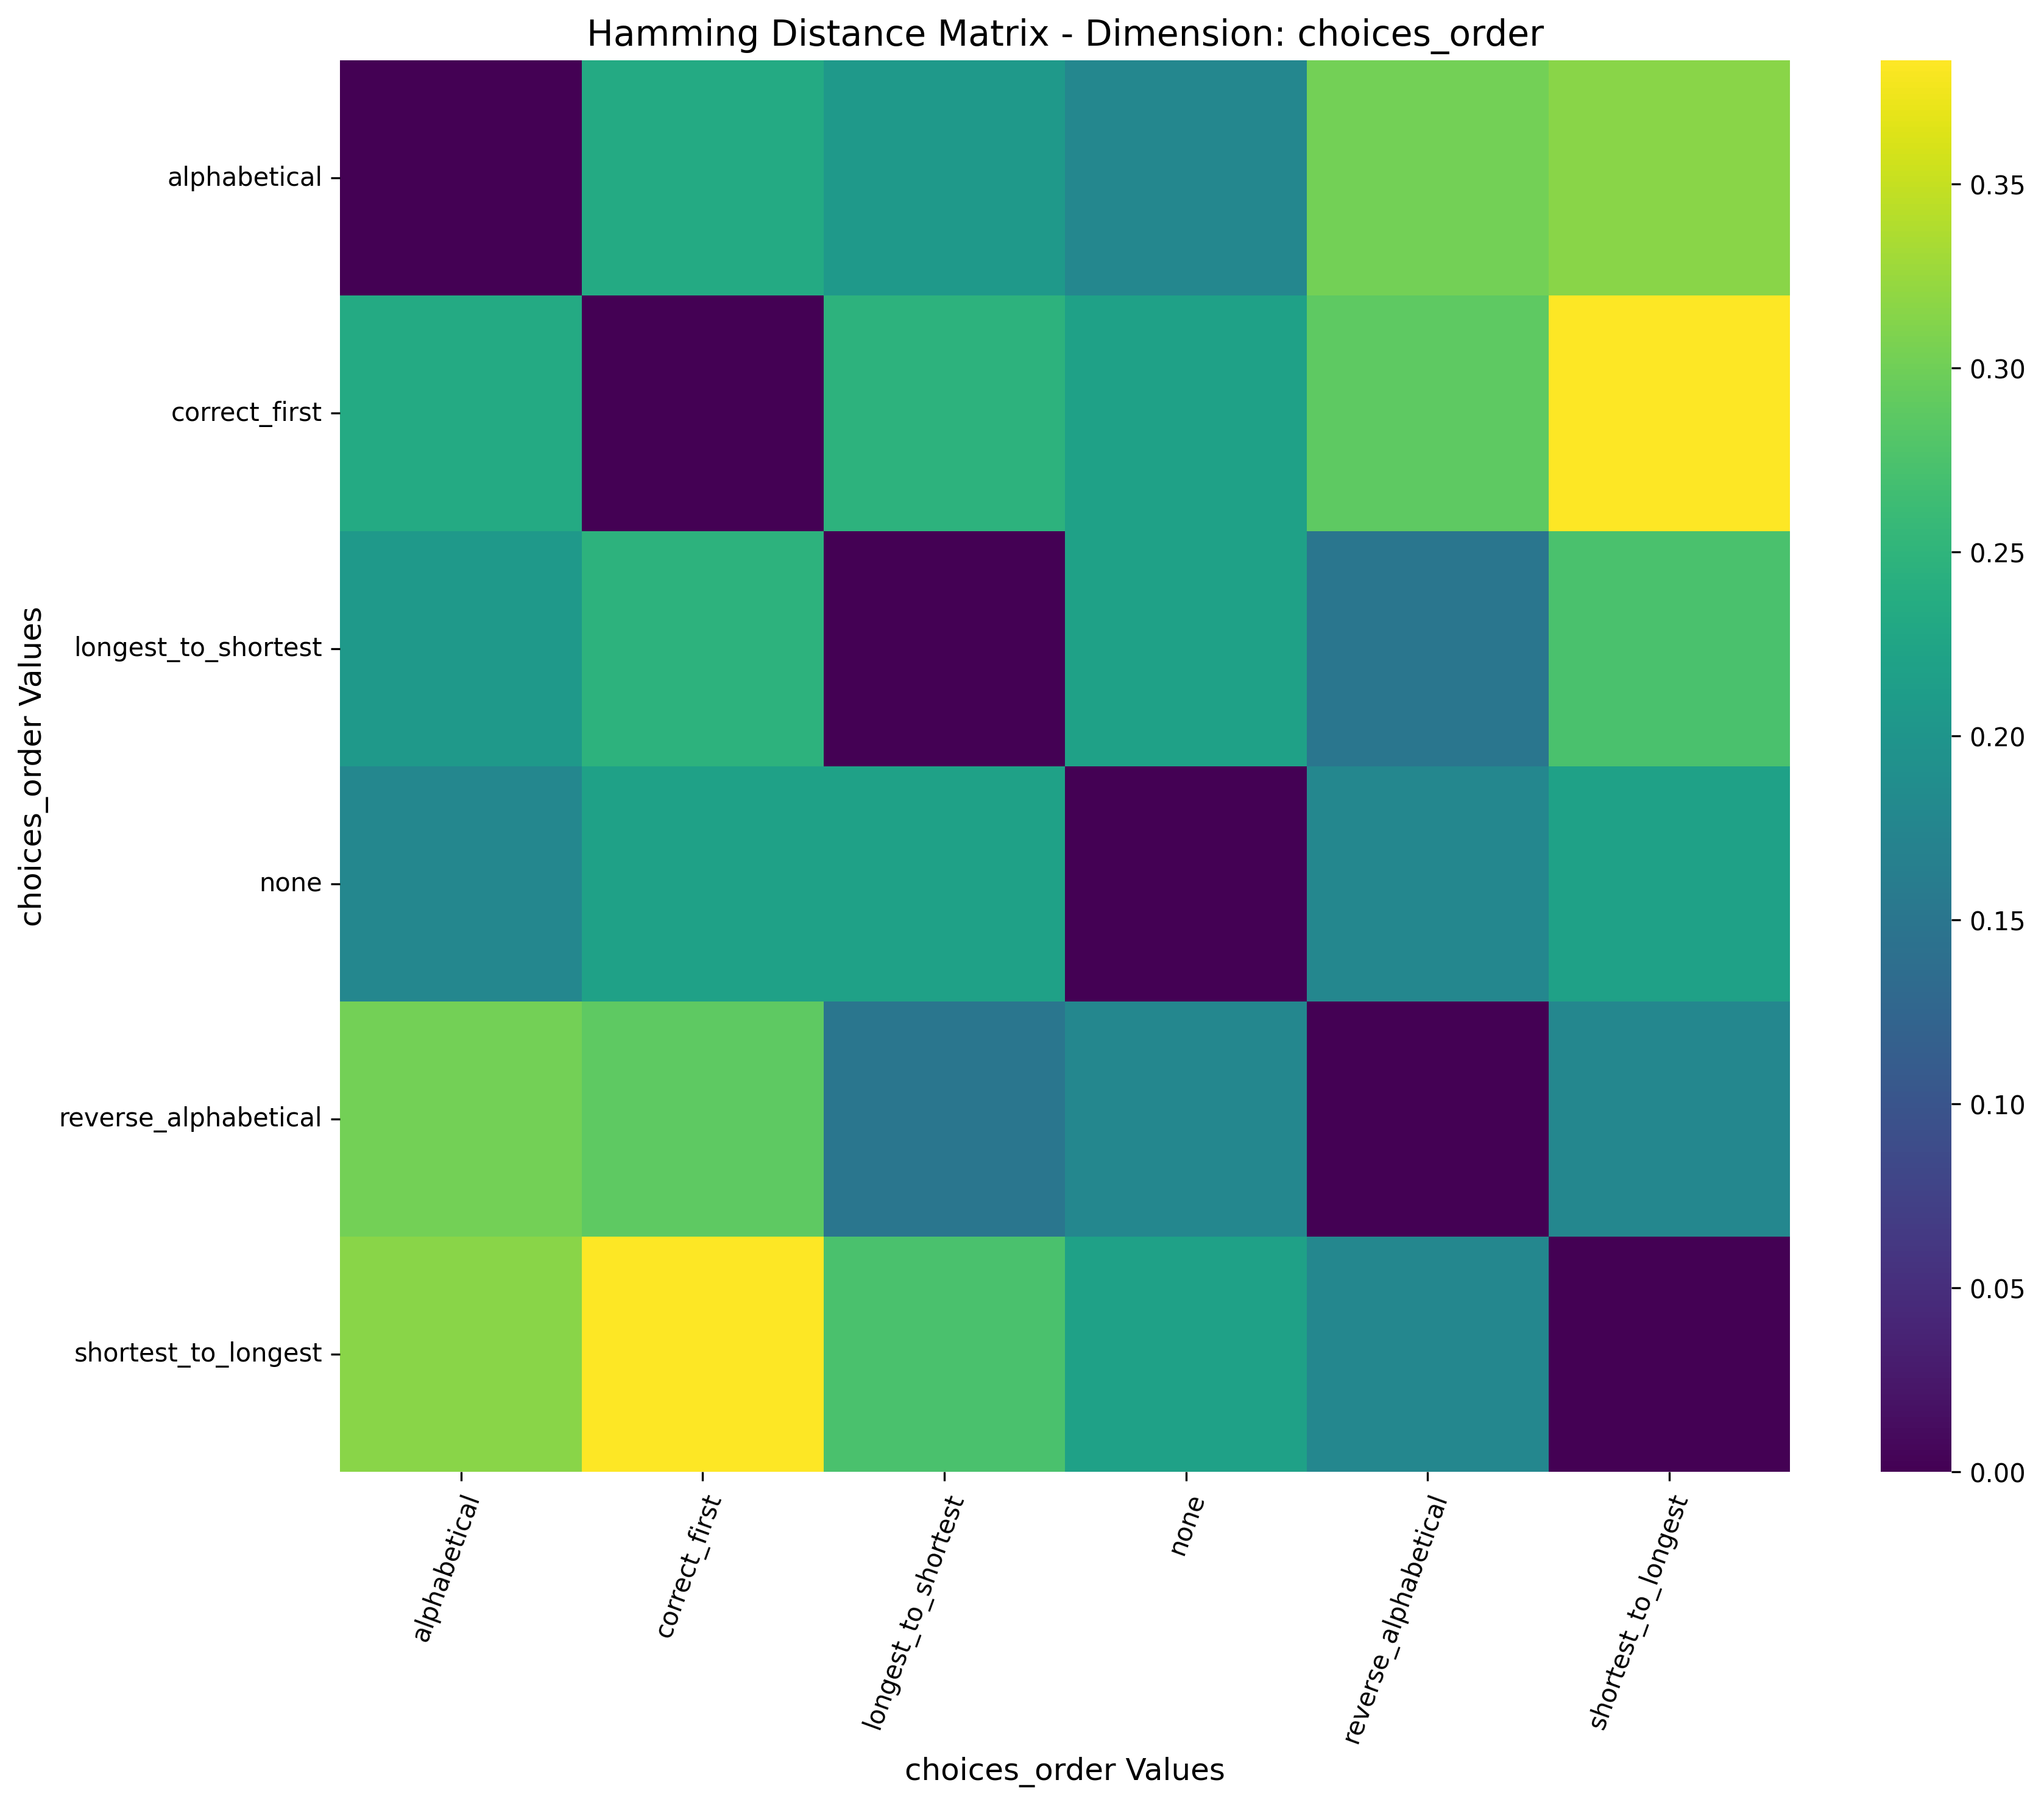 Hamming Distance Matrix - Dimension: choices_order
choices_order Values
alphabetical
correct_first
longest_to_shortest
none
reverse_alphabetical
shortest_to_longest
alphabetical
correct_first
longest_to_shortest
none
reverse_alphabetical
shortest_to_longest
choices_order Values
0.35
0.30
0.25
0.20
0.15
0.10
0.05
0.00